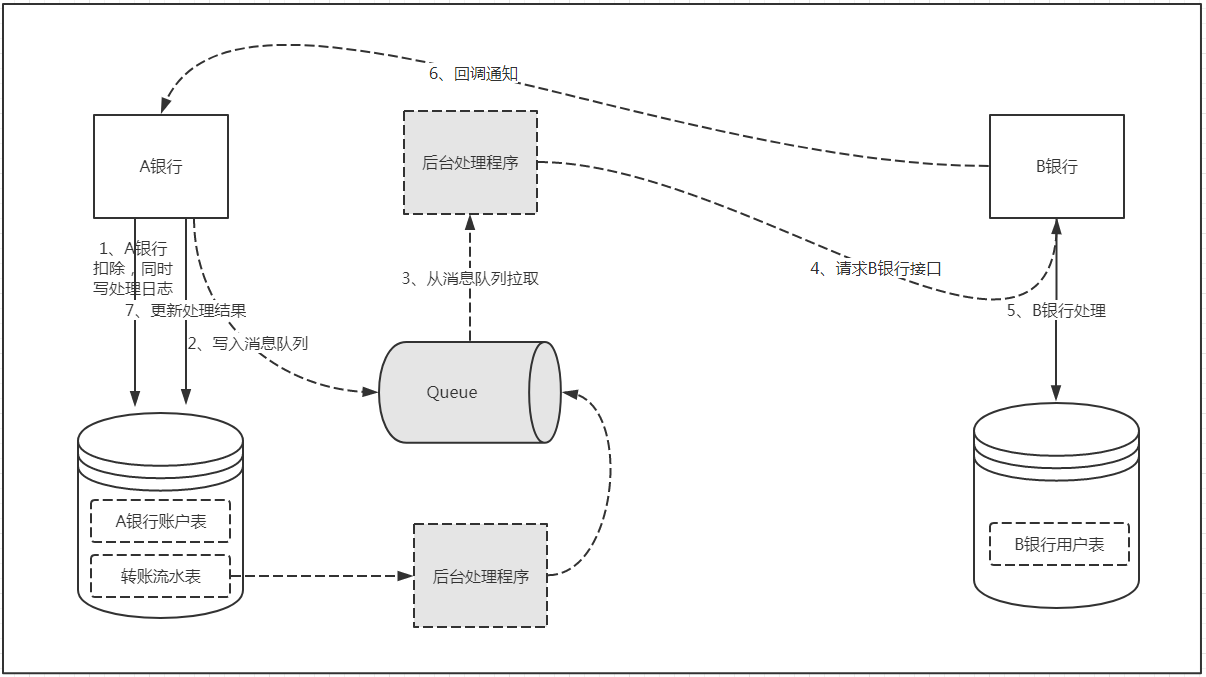 6、回调通知
A银行
后台处理程序
B银行
1、A银行
扣除，同时
写处理日志
4、请求B银行接口
3、从消息队列拉取
7、更新处理结果
5、B银行处理
2、写入消息队列
Queue
A银行账户表
B银行用户表
转账流水表
后台处理程序